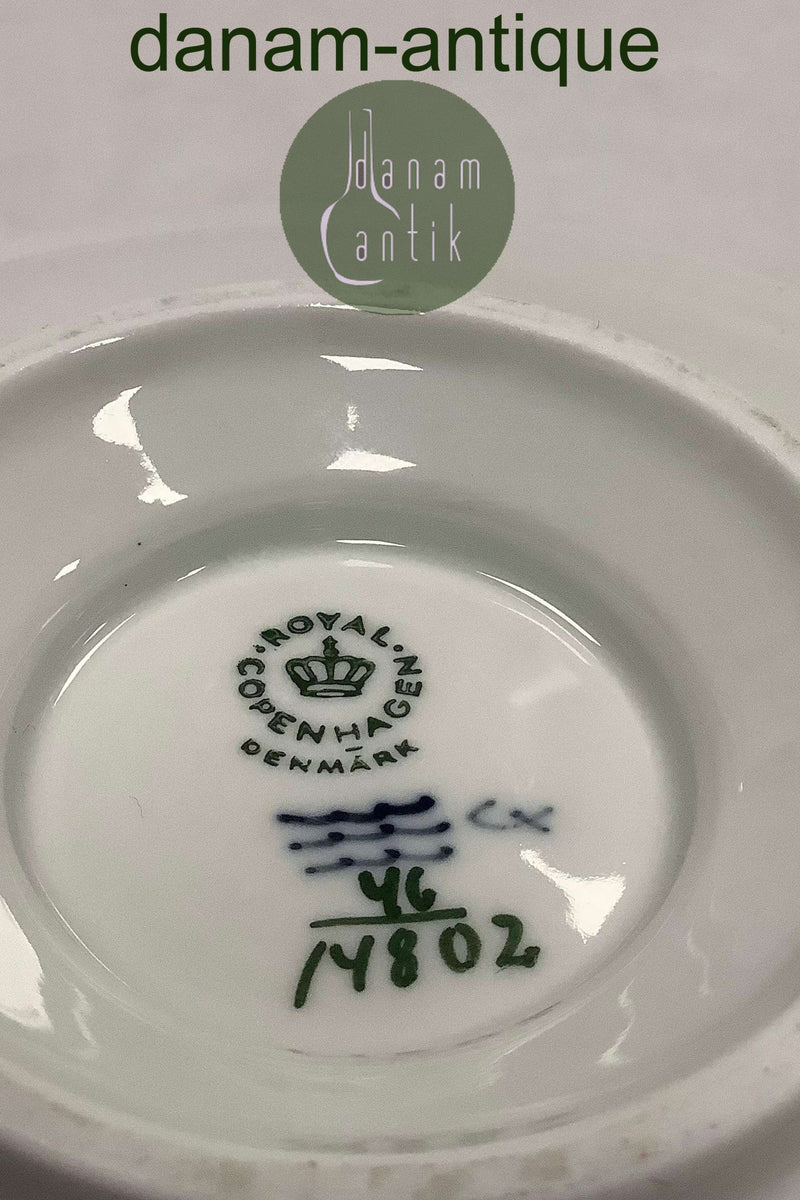 danam-antique
danam
antik
ROYAL
COPENHAGEN
DENMARK
CX
46
14802